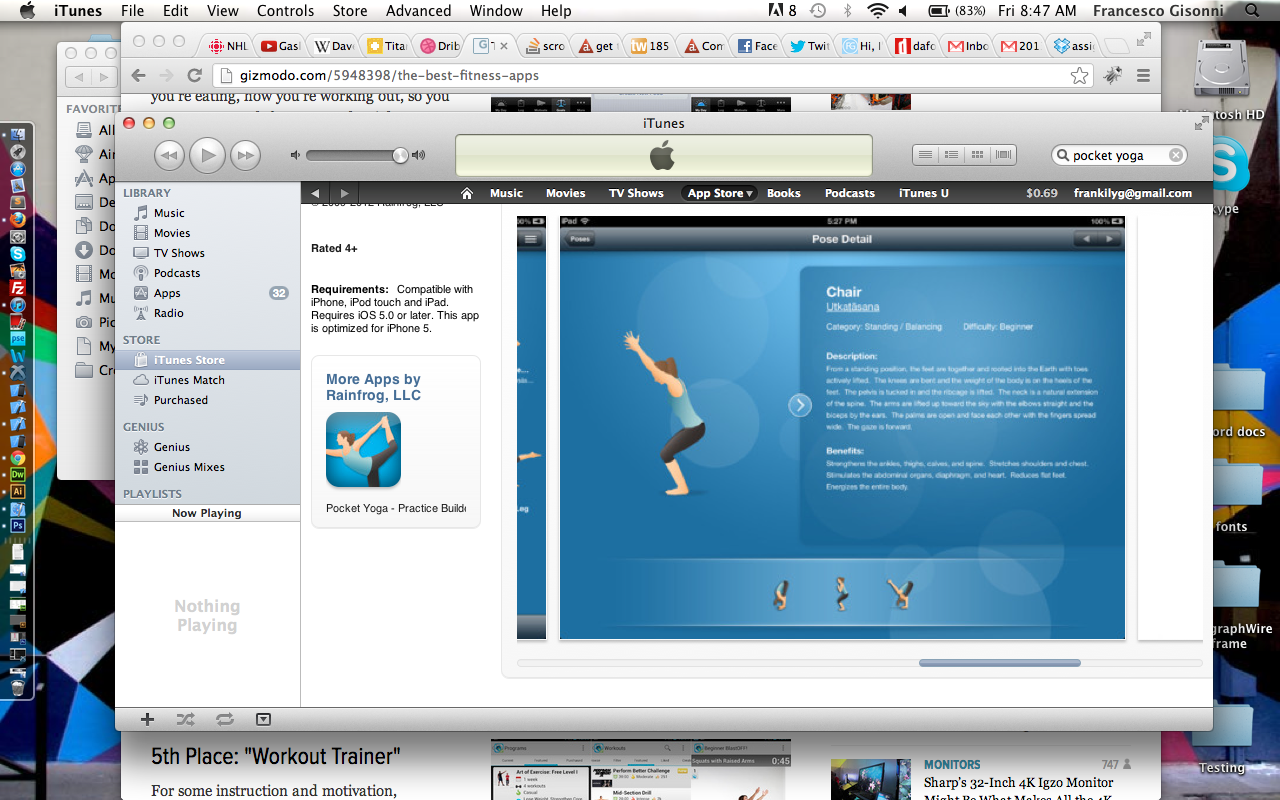 iTunes File Edit View Controls Store Advanced Window Help
8 (83%) Fri 8:47 AM Francesco Gisonni
NHL Gasl W Dav Tita Drib G T scro get tw 185 Con Face Twit Hi, I dafo Inbo 201 assi
gizmodo.com/5948398/the-best-fitness-apps
you're eating, how you're working out, so you
FAVORITE
All
Air
Ap
De
Do
Do
Mo
Mu
Pic
My
Cre
iTunes
pocket yoga
Music Movies TV Shows App Store Books Podcasts iTunes U $0.69 frankilyg@gmail.com
LIBRARY
Music
Movies
TV Shows
Podcasts
Apps 32
Radio
STORE
iTunes Store
iTunes Match
Purchased
GENIUS
Genius
Genius Mixes
PLAYLISTS
Now Playing
Nothing
Playing
© 2009-2012 Rainfrog, LLC
Rated 4+
Requirements: Compatible with
iPhone, iPod touch and iPad.
Requires iOS 5.0 or later. This app
is optimized for iPhone 5.
More Apps by
Rainfrog, LLC
Pocket Yoga - Practice Builde
iPad 5:27 PM 100%
Poses Pose Detail
Chair
Utkatāsana
Category: Standing / Balancing Difficulty: Beginner
Description:
From a standing position, the feet are together and rooted into the Earth with toes
actively lifted. The knees are bent and the weight of the body is on the heels of the
feet. The pelvis is tucked in and the ribcage is lifted. The neck is a natural extension
of the spine. The arms are lifted up toward the sky with the elbows straight and the
biceps by the ears. The palms are open and face each other with the fingers spread
wide. The gaze is forward.
Benefits:
Strengthens the ankles, thighs, calves, and spine. Stretches shoulders and chest.
Stimulates the abdominal organs, diaphragm, and heart. Reduces flat feet.
Energizes the entire body.
Leg
5th Place: "Workout Trainer"
For some instruction and motivation,
Programs Workouts Beginner BlastOff!
Art of Exercise: Free Level I
1 week
4 workouts
Casual
Perform Better Challenge
Mid-Section Drill
Squats with Raised Arms 0:45
MONITORS 747
Sharp's 32-Inch 4K Igzo Monitor
Might Be What Makes All the 4K
Macintosh HD
kype
ord docs
fonts
graphWire
frame
Testing